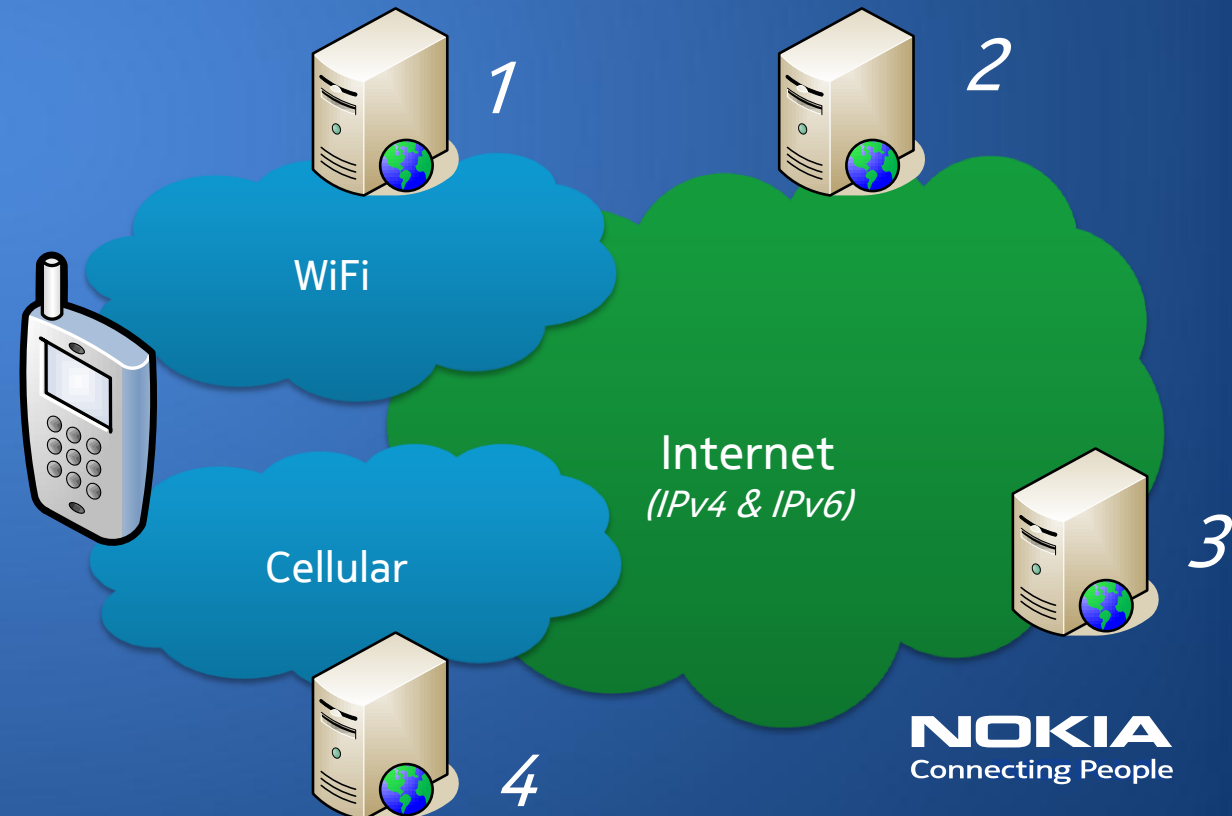 1
2
WiFi
Internet
(IPv4 & IPv6)
3
Cellular
NOKIA
Connecting People
4